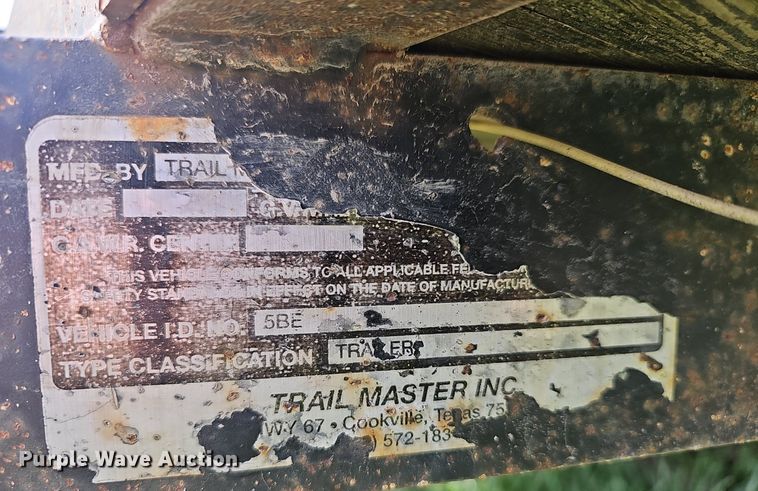 MFD. BY TRAIL
DATE G.V.W.
G.A.W.R. CENTER
THIS VEHICLE CONFORMS TO ALL APPLICABLE FE
SAFETY STANDARDS IN EFFECT ON THE DATE OF MANUFACTUR
VEHICLE I.D. NO. 5BE
TYPE CLASSIFICATION TRAILER
TRAIL MASTER INC
WY 67 • Cookville, Texas 75
572-183
Purple Wave Auction